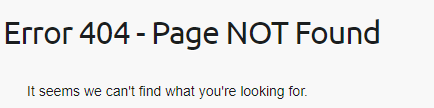 Error 404 - Page NOT Found
It seems we can't find what you're looking for.